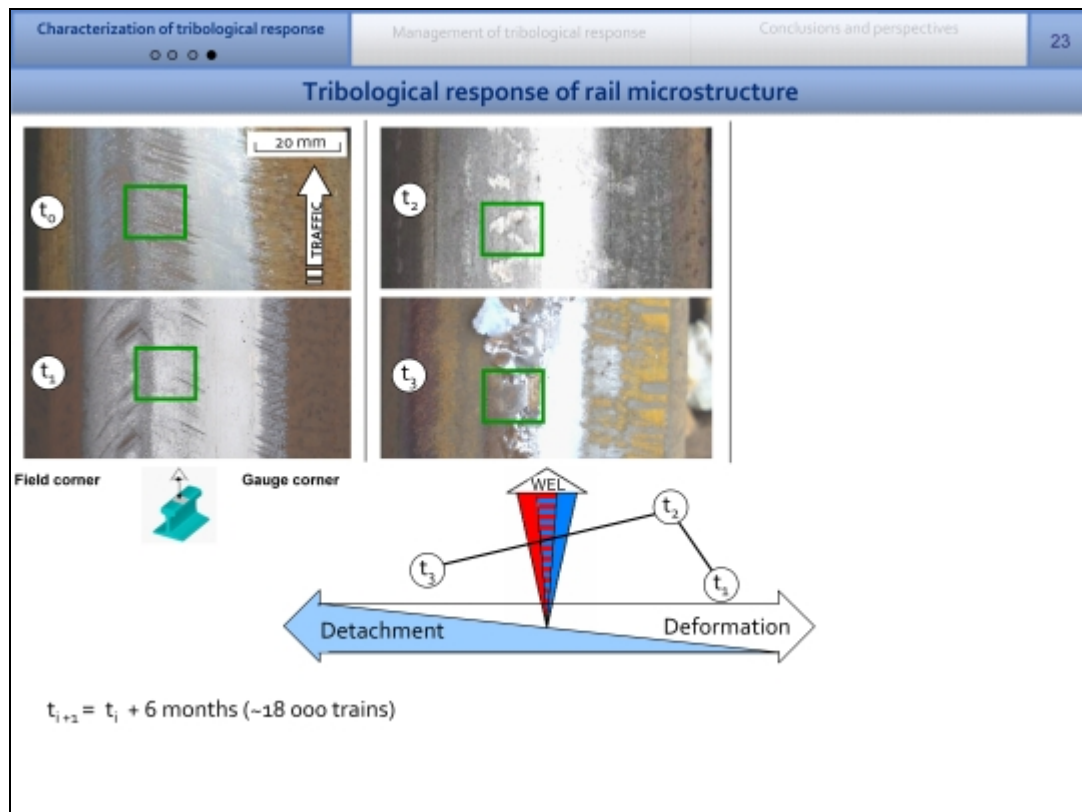 Characterization of tribological response
Management of tribological response
Conclusions and perspectives
23
Tribological response of rail microstructure
20 mm
t0
TRAFFIC
t2
t1
t3
Field corner
Gauge corner
WEL
t2
t3
t1
Detachment
Deformation
ti+1 = ti + 6 months (~18 000 trains)